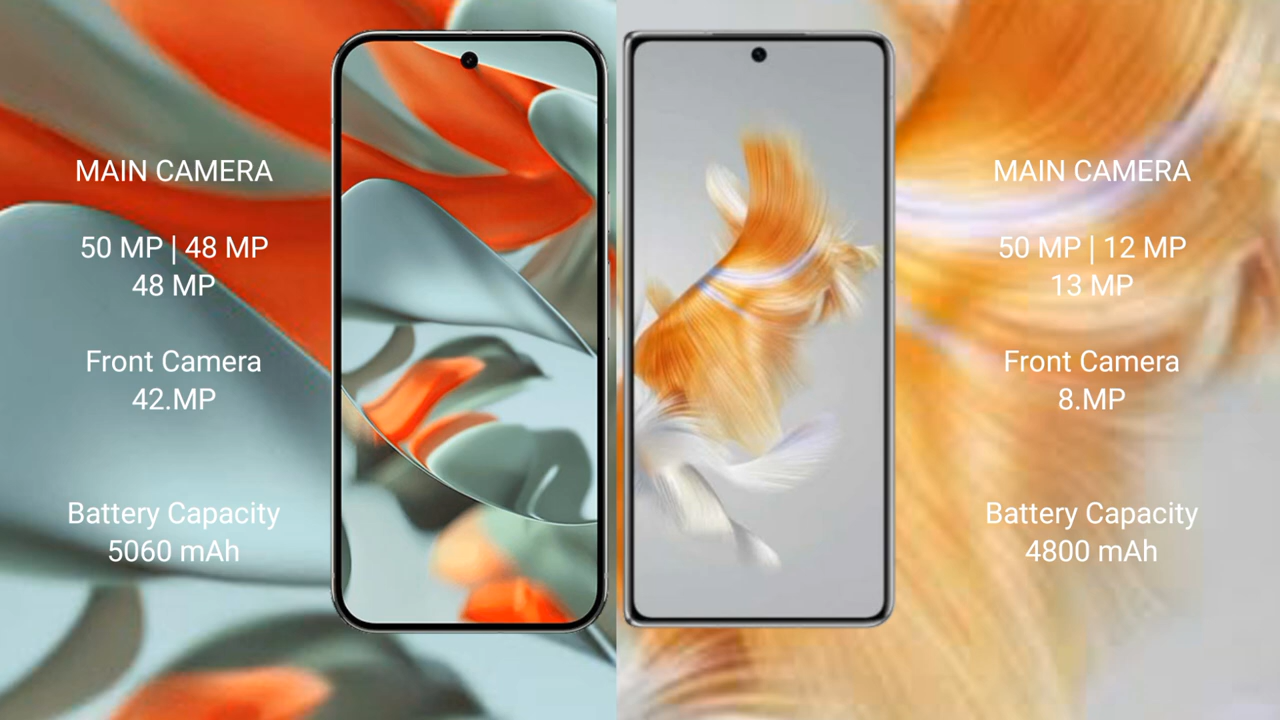 MAIN CAMERA
50 MP | 48 MP
48 MP
Front Camera
42.MP
Battery Capacity
5060 mAh
MAIN CAMERA
50 MP | 12 MP
13 MP
Front Camera
8.MP
Battery Capacity
4800 mAh